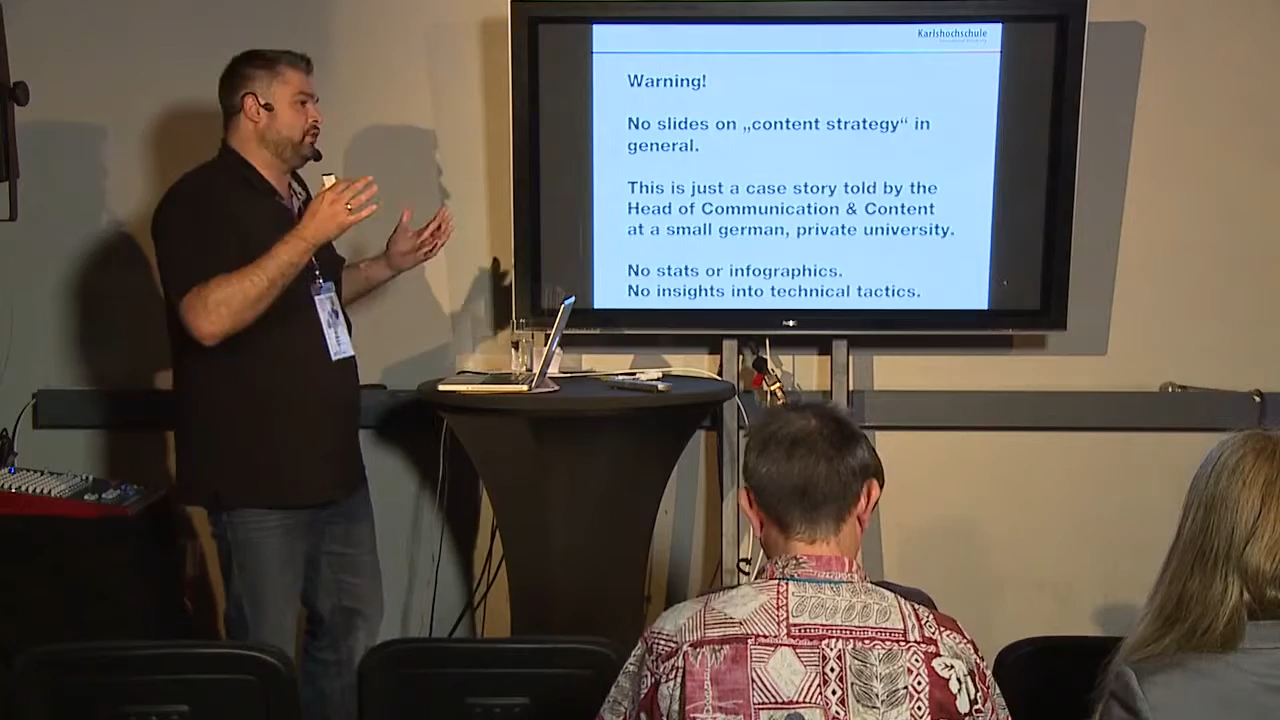 Karlshochschule
Warning!
No slides on „content strategy“ in
general.
This is just a case story told by the
Head of Communication & Content
at a small german, private university.
No stats or infographics.
No insights into technical tactics.